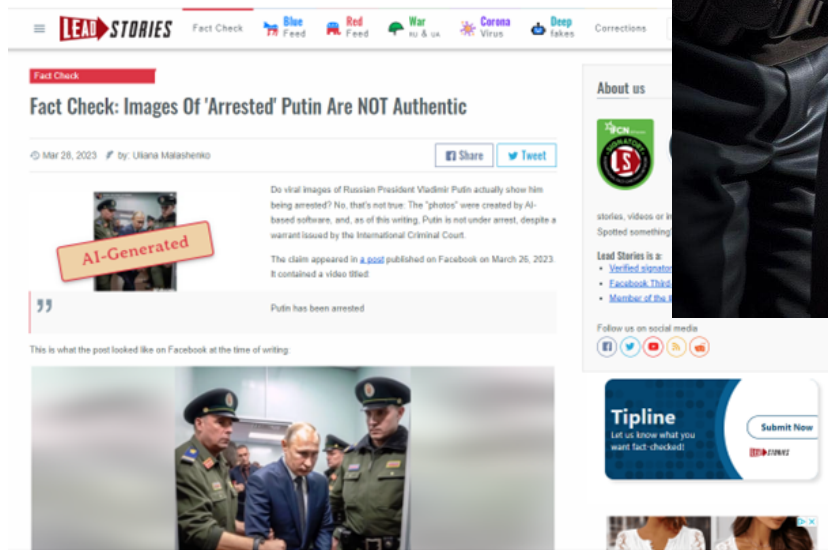 LEAD STORIES
Fact Check
Blue Feed
Red Feed
War RU & UA
Corona Virus
Deep fakes
Corrections
Fact Check
Fact Check: Images Of 'Arrested' Putin Are NOT Authentic
Mar 28, 2023 by: Uliana Malashenko
Share
Tweet
AI-Generated
Do viral images of Russian President Vladimir Putin actually show him
being arrested? No, that's not true: The "photos" were created by AI-
based software, and, as of this writing, Putin is not under arrest, despite a
warrant issued by the International Criminal Court.
The claim appeared in a post published on Facebook on March 26, 2023.
It contained a video titled:
Putin has been arrested
This is what the post looked like on Facebook at the time of writing:
About us
IFCN
SIGNATORY
LS
stories, videos or in
Spotted something
Lead Stories is a:
Verified signator
Facebook Third
Member of the
Follow us on social media
Tipline
Let us know what you
want fact-checked!
Submit Now
LEAD STORIES